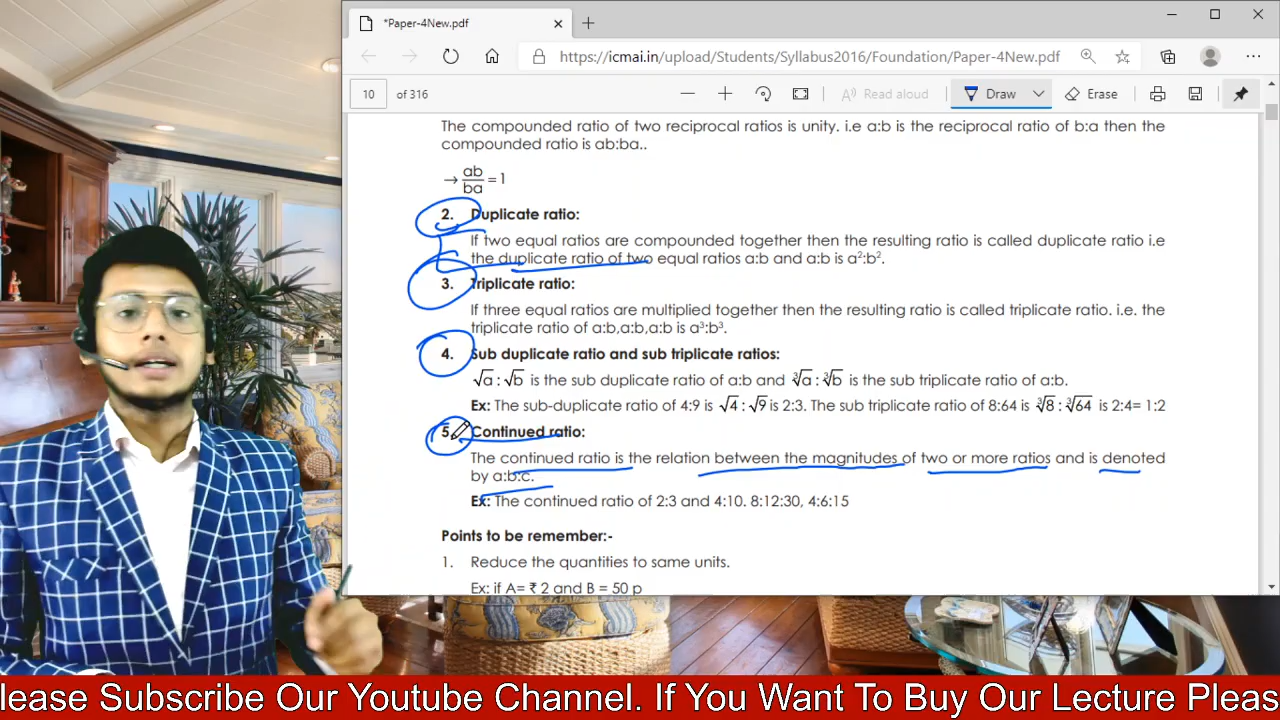 *Paper-4New.pdf
https://icmai.in/upload/Students/Syllabus2016/Foundation/Paper-4New.pdf
10 of 316
Read aloud
Draw
Erase
The compounded ratio of two reciprocal ratios is unity. i.e a:b is the reciprocal ratio of b:a then the
compounded ratio is ab:ba..
→ ab/ba = 1
2. Duplicate ratio:
If two equal ratios are compounded together then the resulting ratio is called duplicate ratio i.e
the duplicate ratio of two equal ratios a:b and a:b is a²:b².
3. Triplicate ratio:
If three equal ratios are multiplied together then the resulting ratio is called triplicate ratio. i.e. the
triplicate ratio of a:b,a:b,a:b is a³:b³.
4. Sub duplicate ratio and sub triplicate ratios:
√a : √b is the sub duplicate ratio of a:b and ∛a : ∛b is the sub triplicate ratio of a:b.
Ex: The sub-duplicate ratio of 4:9 is √4 : √9 is 2:3. The sub triplicate ratio of 8:64 is ∛8 : ∛64 is 2:4= 1:2
5. Continued ratio:
The continued ratio is the relation between the magnitudes of two or more ratios and is denoted
by a:b:c.
Ex: The continued ratio of 2:3 and 4:10. 8:12:30, 4:6:15
Points to be remember:-
1. Reduce the quantities to same units.
Ex: if A= ₹ 2 and B = 50 p
lease Subscribe Our Youtube Channel. If You Want To Buy Our Lecture Pleas